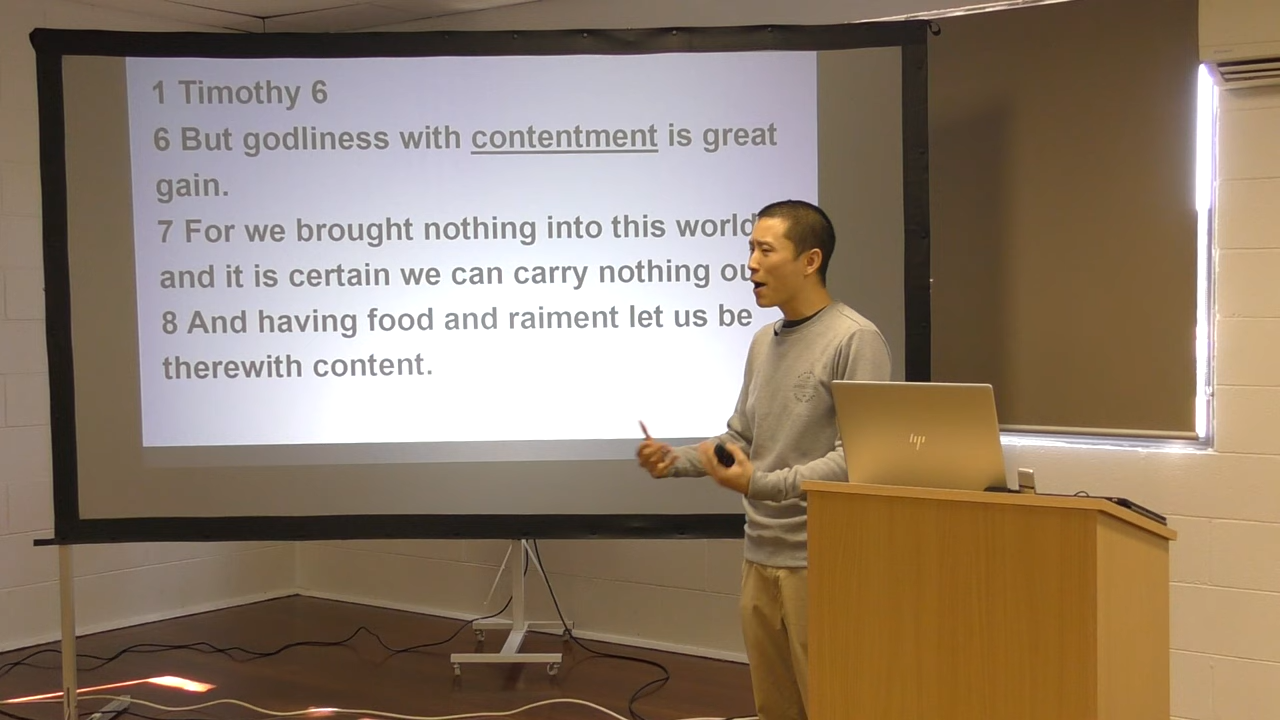 1 Timothy 6
6 But godliness with contentment is great
gain.
7 For we brought nothing into this world
and it is certain we can carry nothing
8 And having food and raiment let us be
therewith content.
hp